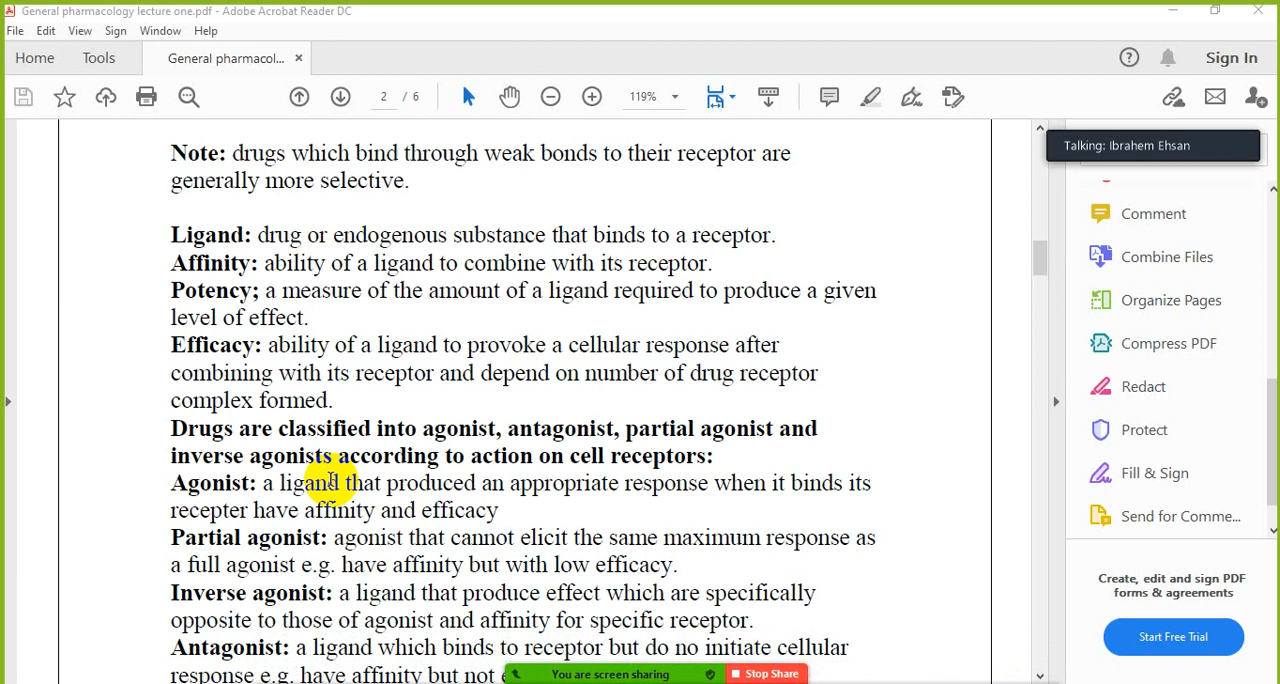 General pharmacology lecture one.pdf - Adobe Acrobat Reader DC
File Edit View Sign Window Help
Home Tools General pharmacol... × Sign In
2 / 6 119%
Talking: Ibrahem Ehsan
Note: drugs which bind through weak bonds to their receptor are
generally more selective.
Ligand: drug or endogenous substance that binds to a receptor.
Affinity: ability of a ligand to combine with its receptor.
Potency; a measure of the amount of a ligand required to produce a given
level of effect.
Efficacy: ability of a ligand to provoke a cellular response after
combining with its receptor and depend on number of drug receptor
complex formed.
Drugs are classified into agonist, antagonist, partial agonist and
inverse agonists according to action on cell receptors:
Agonist: a ligand that produced an appropriate response when it binds its
recepter have affinity and efficacy
Partial agonist: agonist that cannot elicit the same maximum response as
a full agonist e.g. have affinity but with low efficacy.
Inverse agonist: a ligand that produce effect which are specifically
opposite to those of agonist and affinity for specific receptor.
Antagonist: a ligand which binds to receptor but do no initiate cellular
response e.g. have affinity but not
You are screen sharing Stop Share
Comment
Combine Files
Organize Pages
Compress PDF
Redact
Protect
Fill & Sign
Send for Comme...
Create, edit and sign PDF
forms & agreements
Start Free Trial